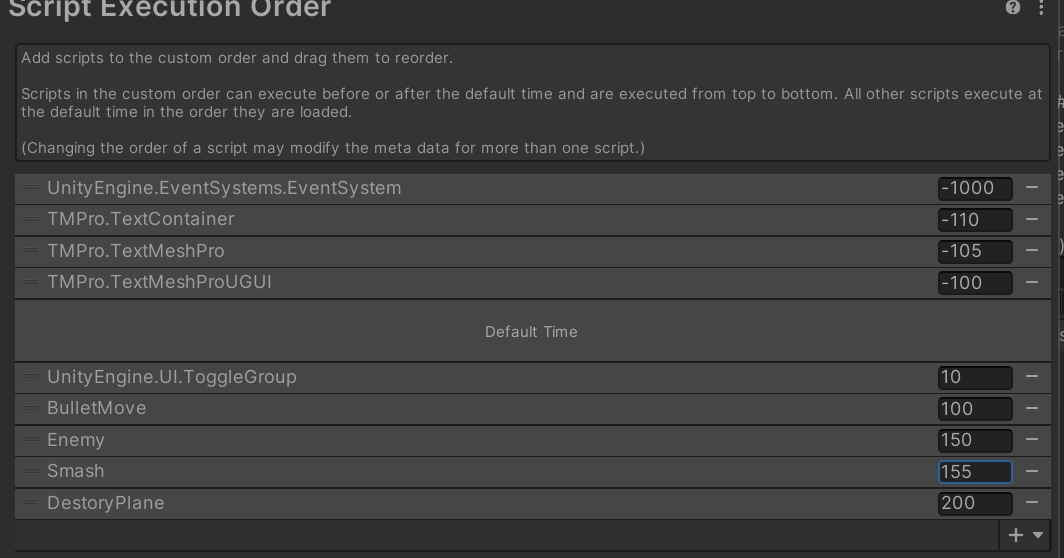 Script Execution Order
Add scripts to the custom order and drag them to reorder.
Scripts in the custom order can execute before or after the default time and are executed from top to bottom. All other scripts execute at
the default time in the order they are loaded.
(Changing the order of a script may modify the meta data for more than one script.)
UnityEngine.EventSystems.EventSystem -1000
TMPro.TextContainer -110
TMPro.TextMeshPro -105
TMPro.TextMeshProUGUI -100
Default Time
UnityEngine.UI.ToggleGroup 10
BulletMove 100
Enemy 150
Smash 155
DestoryPlane 200